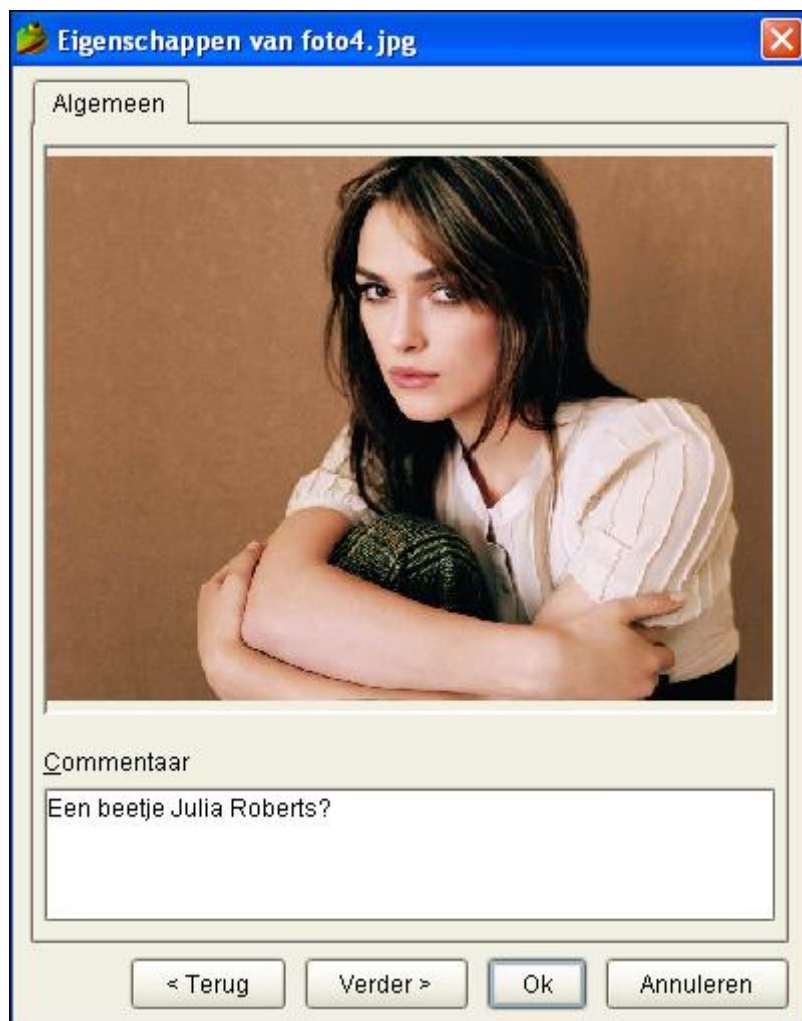 Eigenschappen van foto4.jpg
Algemeen
Commentaar
Een beetje Julia Roberts?
< Terug
Verder >
Ok
Annuleren